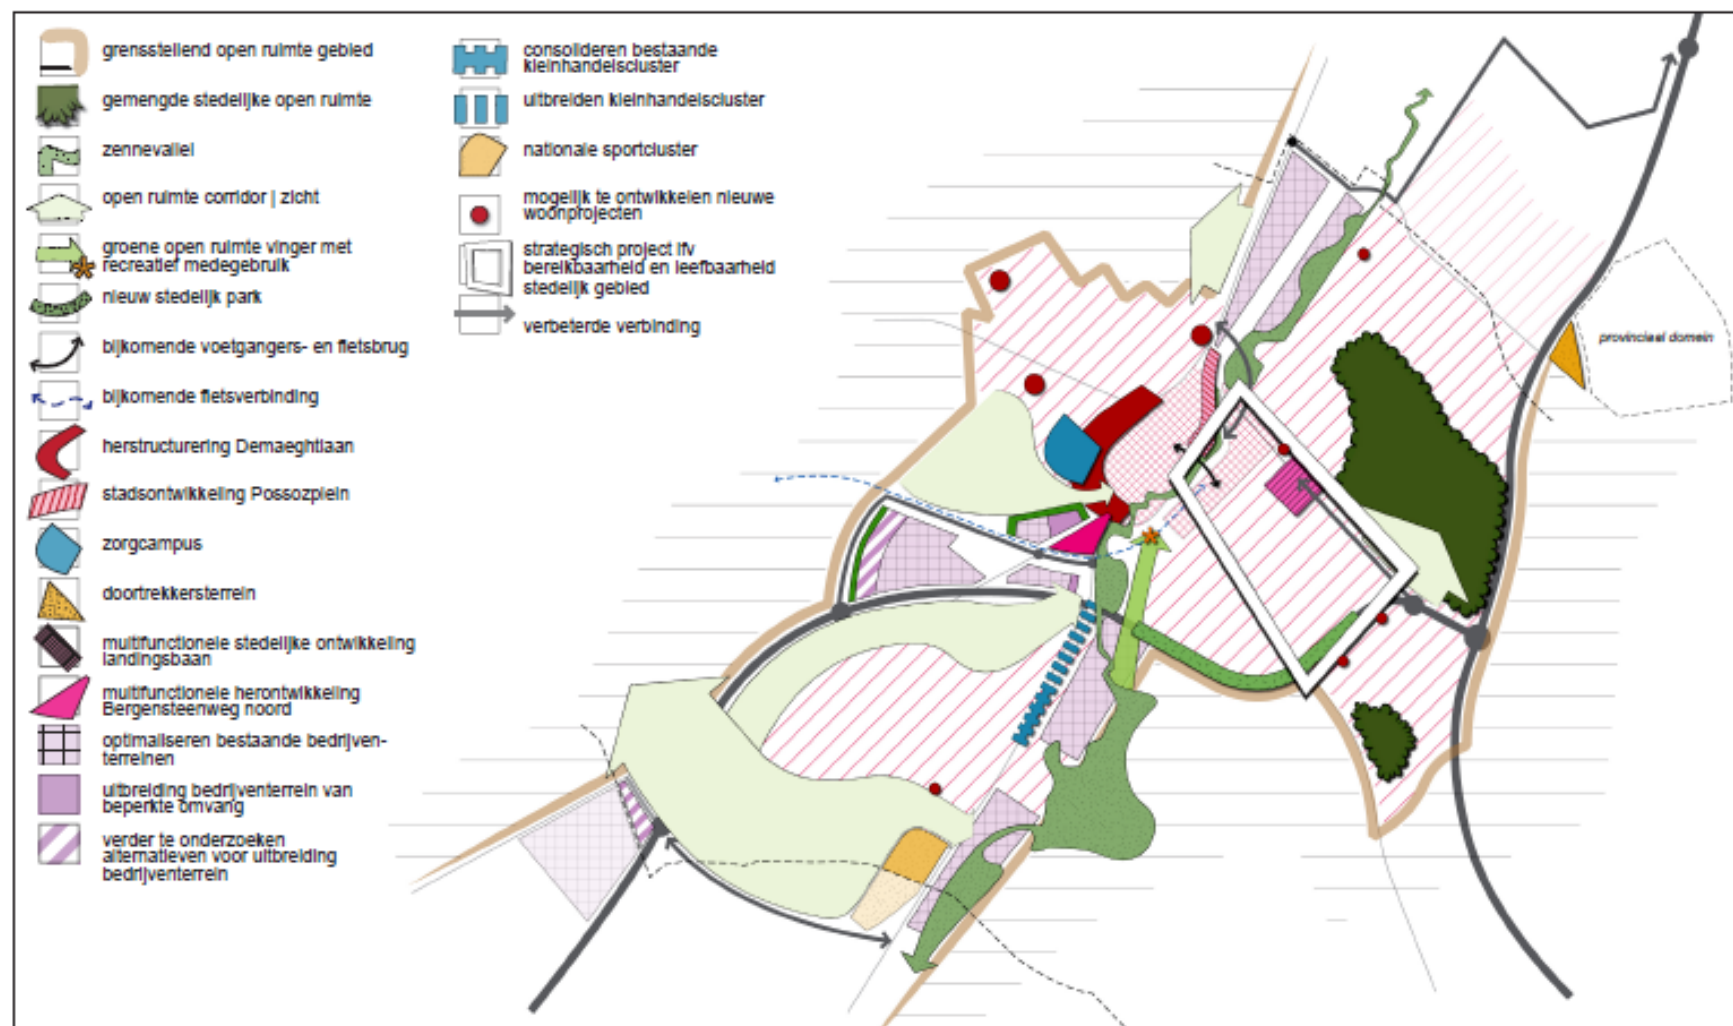 grensstellend open ruimte gebied
gemengde stedelijke open ruimte
zennevallei
open ruimte corridor | zicht
groene open ruimte vinger met
recreatief medegebruik
nieuw stedelijk park
bijkomende voetgangers- en fietsbrug
bijkomende fietsverbinding
herstructurering Demaeghtlaan
stadsontwikkeling Possozplein
zorgcampus
doortrekkersterrein
multifunctionele stedelijke ontwikkeling
landingsbaan
multifunctionele herontwikkeling
Bergensteenweg noord
optimaliseren bestaande bedrijven-
terreinen
uitbreiding bedrijventerrein van
beperkte omvang
verder te onderzoeken
alternatieven voor uitbreiding
bedrijventerrein
consolideren bestaande
kleinhandelscluster
uitbreiden kleinhandelscluster
nationale sportcluster
mogelijk te ontwikkelen nieuwe
woonprojecten
strategisch project ifv
bereikbaarheid en leefbaarheid
stedelijk gebied
verbeterde verbinding
provinciaal domein